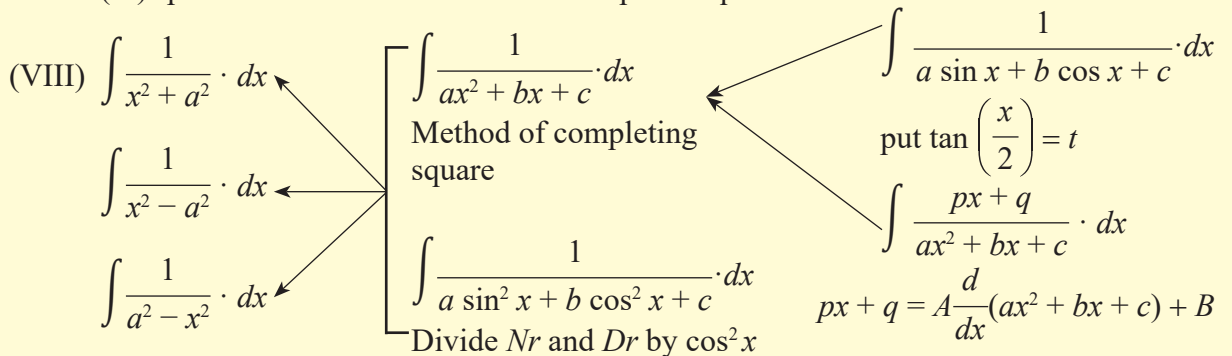 (VIII) ∫ 1/(x² + a²) · dx
∫ 1/(x² − a²) · dx
∫ 1/(a² − x²) · dx
∫ 1/(ax² + bx + c) · dx
Method of completing
square
∫ 1/(a sin² x + b cos² x + c) · dx
Divide Nr and Dr by cos² x
∫ 1/(a sin x + b cos x + c) · dx
put tan (x/2) = t
∫ (px + q)/(ax² + bx + c) · dx
px + q = A d/dx (ax² + bx + c) + B